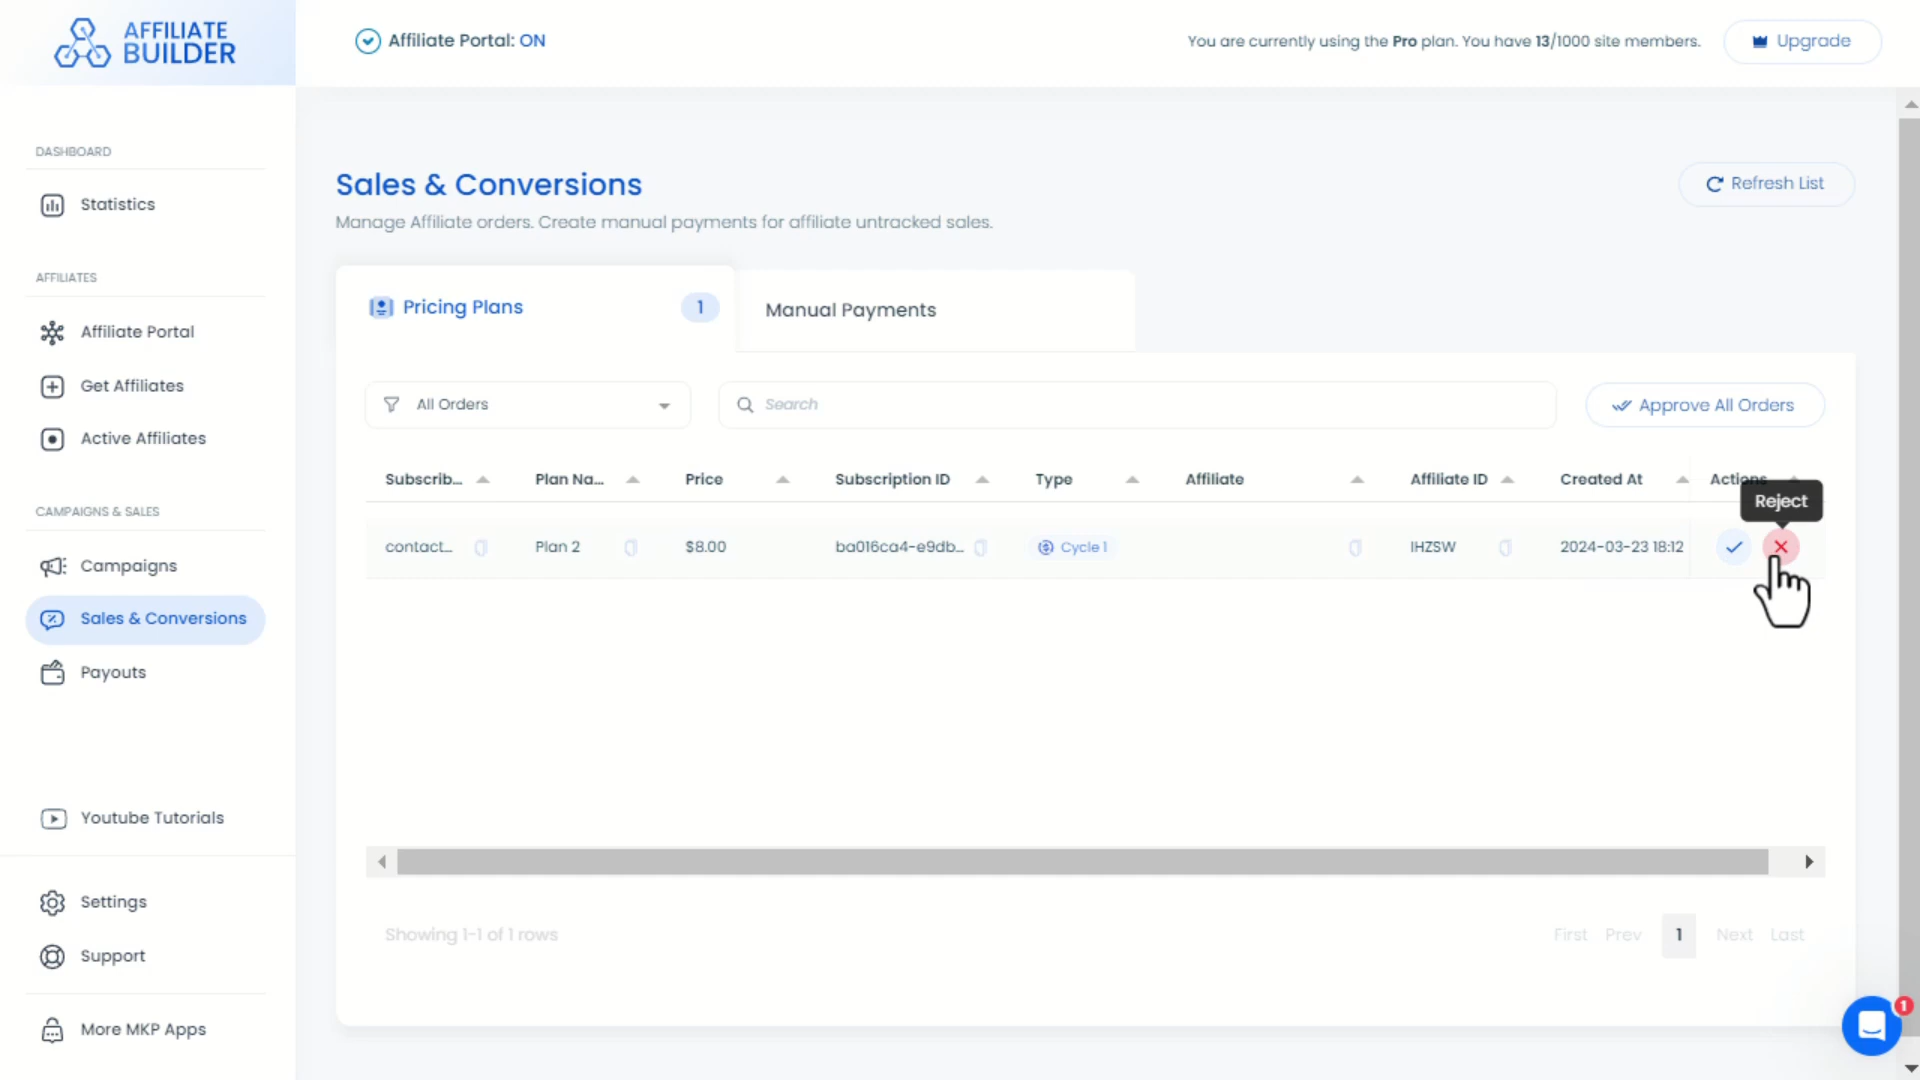 AFFILIATE
BUILDER
Affiliate Portal: ON
You are currently using the Pro plan. You have 13/1000 site members.
Upgrade
DASHBOARD
Statistics
AFFILIATES
Affiliate Portal
Get Affiliates
Active Affiliates
CAMPAIGNS & SALES
Campaigns
Sales & Conversions
Payouts
Youtube Tutorials
Settings
Support
More MKP Apps
Sales & Conversions
Manage Affiliate orders. Create manual payments for affiliate untracked sales.
Refresh List
Pricing Plans 1
Manual Payments
All Orders
Search
Approve All Orders
Subscrib... Plan Na... Price Subscription ID Type Affiliate Affiliate ID Created At Actions
Reject
contact... Plan 2 $8.00 ba016ca4-e9db... Cycle 1 IHZSW 2024-03-23 18:12
Showing 1-1 of 1 rows
First Prev 1 Next Last
1